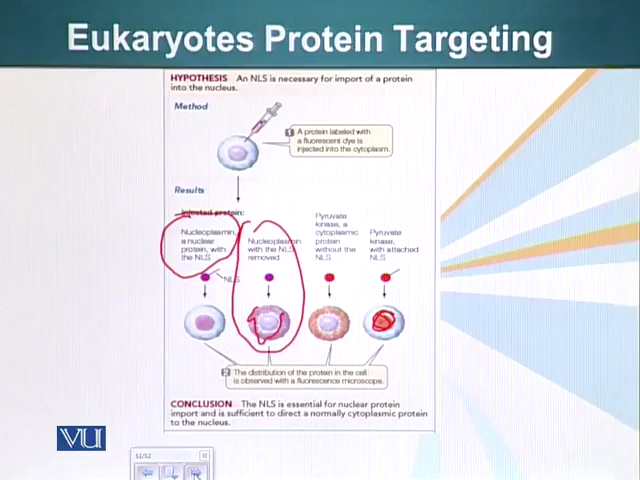 Eukaryotes Protein Targeting
HYPOTHESIS An NLS is necessary for import of a protein
into the nucleus.
Method
1 A protein labeled with
a fluorescent dye is
injected into the cytoplasm.
Results
Injected protein:
Nucleoplasmin,
a nuclear
protein, with
the NLS
Nucleoplasmin
with the NLS
removed
Pyruvate
kinase, a
cytoplasmic
protein
without the
NLS
Pyruvate
kinase,
with attached
NLS
NLS
2 The distribution of the protein in the cell
is observed with a fluorescence microscope.
CONCLUSION The NLS is essential for nuclear protein
import and is sufficient to direct a normally cytoplasmic protein
to the nucleus.
VU
51/52